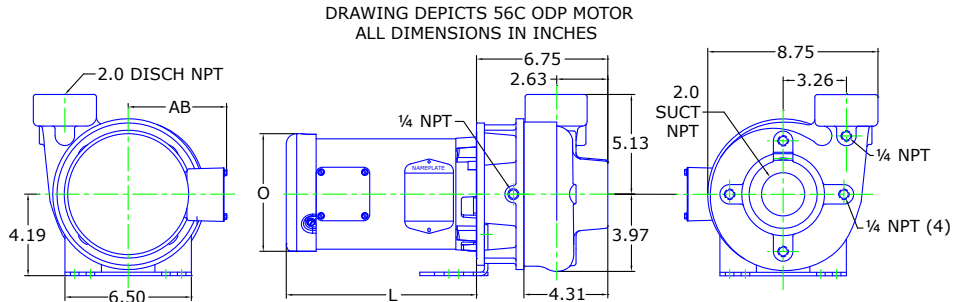 DRAWING DEPICTS 56C ODP MOTOR
ALL DIMENSIONS IN INCHES
2.0 DISCH NPT
AB
4.19
6.50
6.75
2.63
¼ NPT
NAMEPLATE
O
5.13
3.97
L
4.31
8.75
3.26
2.0
SUCT
NPT
¼ NPT
¼ NPT (4)